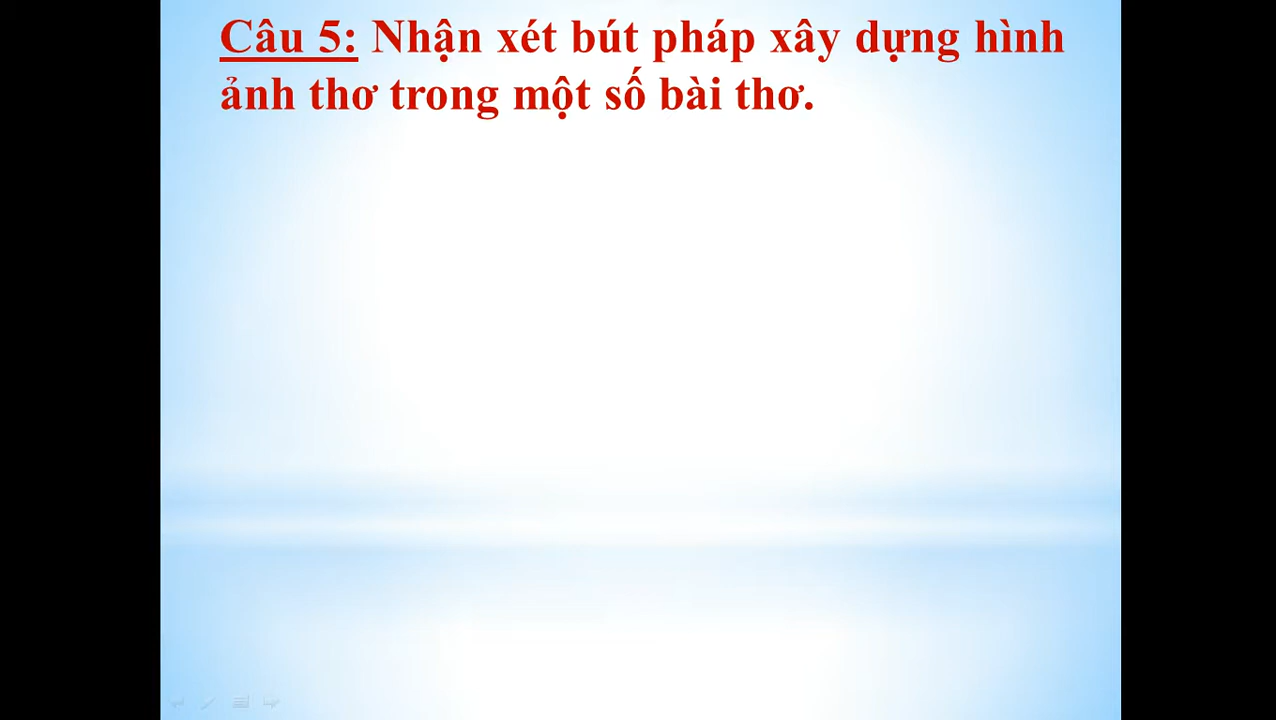 Câu 5: Nhận xét bút pháp xây dựng hình
ảnh thơ trong một số bài thơ.